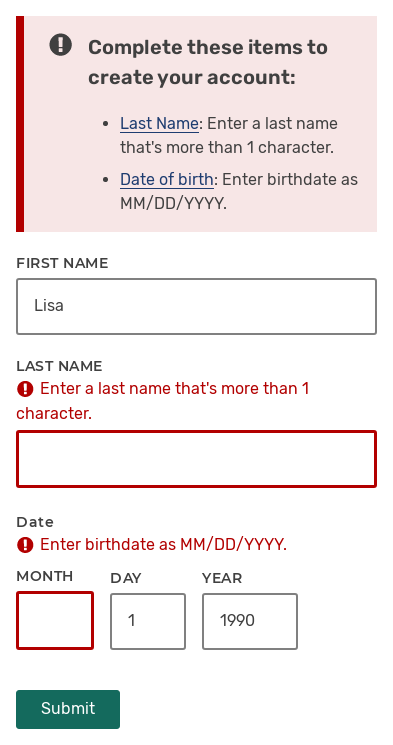 Complete these items to
create your account:
Last Name: Enter a last name
that's more than 1 character.
Date of birth: Enter birthdate as
MM/DD/YYYY.
FIRST NAME
Lisa
LAST NAME
Enter a last name that's more than 1
character.
Date
Enter birthdate as MM/DD/YYYY.
MONTH DAY YEAR
1 1990
Submit